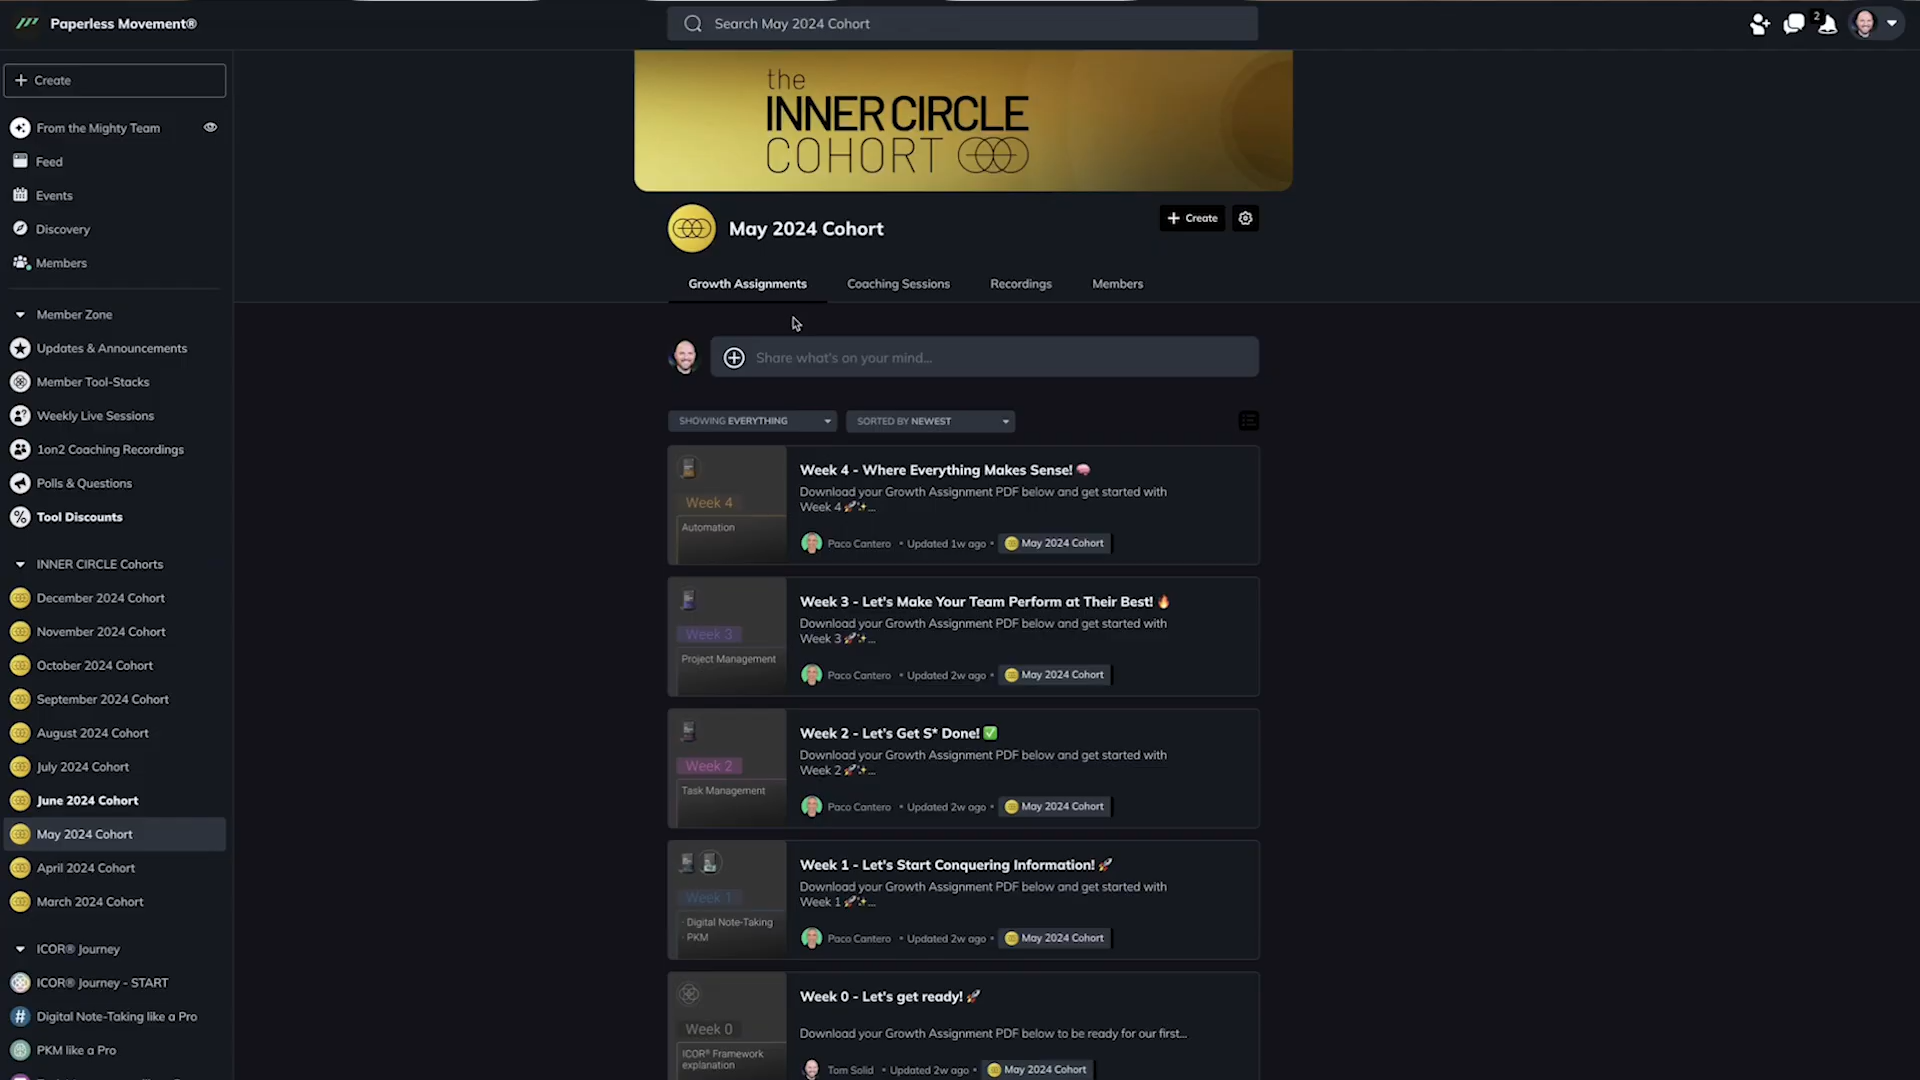 Paperless Movement®
Search May 2024 Cohort
2
Create
From the Mighty Team
Feed
Events
Discovery
Members
Member Zone
Updates & Announcements
Member Tool-Stacks
Weekly Live Sessions
1on2 Coaching Recordings
Polls & Questions
Tool Discounts
INNER CIRCLE Cohorts
December 2024 Cohort
November 2024 Cohort
October 2024 Cohort
September 2024 Cohort
August 2024 Cohort
July 2024 Cohort
June 2024 Cohort
May 2024 Cohort
April 2024 Cohort
March 2024 Cohort
ICOR® Journey
ICOR® Journey - START
Digital Note-Taking like a Pro
PKM like a Pro
the
INNER CIRCLE
COHORT
May 2024 Cohort
Create
Growth Assignments
Coaching Sessions
Recordings
Members
Share what's on your mind...
SHOWING EVERYTHING
SORTED BY NEWEST
Week 4
Automation
Week 4 - Where Everything Makes Sense! 🧠
Download your Growth Assignment PDF below and get started with
Week 4 🚀✨...
Paco Cantero • Updated 1w ago • May 2024 Cohort
Week 3
Project Management
Week 3 - Let's Make Your Team Perform at Their Best! 🔥
Download your Growth Assignment PDF below and get started with
Week 3 🚀✨...
Paco Cantero • Updated 2w ago • May 2024 Cohort
Week 2
Task Management
Week 2 - Let's Get S* Done! ✅
Download your Growth Assignment PDF below and get started with
Week 2 🚀✨...
Paco Cantero • Updated 2w ago • May 2024 Cohort
Week 1
· Digital Note-Taking
· PKM
Week 1 - Let's Start Conquering Information! 🚀
Download your Growth Assignment PDF below and get started with
Week 1 🚀✨...
Paco Cantero • Updated 2w ago • May 2024 Cohort
Week 0
ICOR® Framework
explanation
Week 0 - Let's get ready! 🚀
Download your Growth Assignment PDF below to be ready for our first...
Tom Solid • Updated 2w ago • May 2024 Cohort